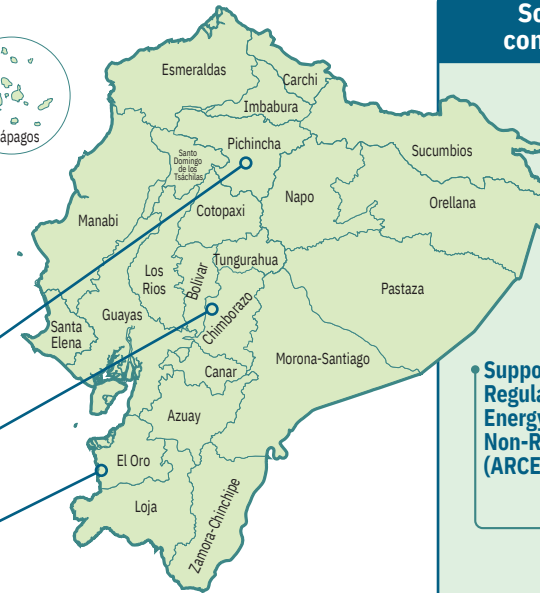 So
con
Esmeraldas
Carchi
Imbabura
ápagos
Pichincha
Santo
Domingo
de los
Tsáchilas
Sucumbios
Napo
Orellana
Cotopaxi
Manabi
Tungurahua
Los
Rios
Bolivar
Pastaza
Chimborazo
Guayas
Santa
Elena
Morona-Santiago
Canar
Azuay
El Oro
Loja
Zamora-Chinchipe
Suppo
Regula
Energy
Non-R
(ARCE